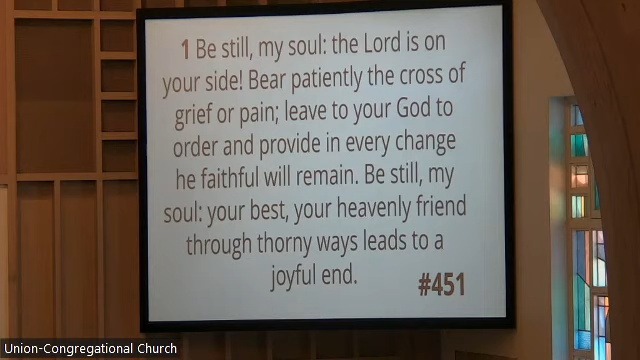 1 Be still, my soul: the Lord is on
your side! Bear patiently the cross of
grief or pain; leave to your God to
order and provide in every change
he faithful will remain. Be still, my
soul: your best, your heavenly friend
through thorny ways leads to a
joyful end.
#451
Union-Congregational Church